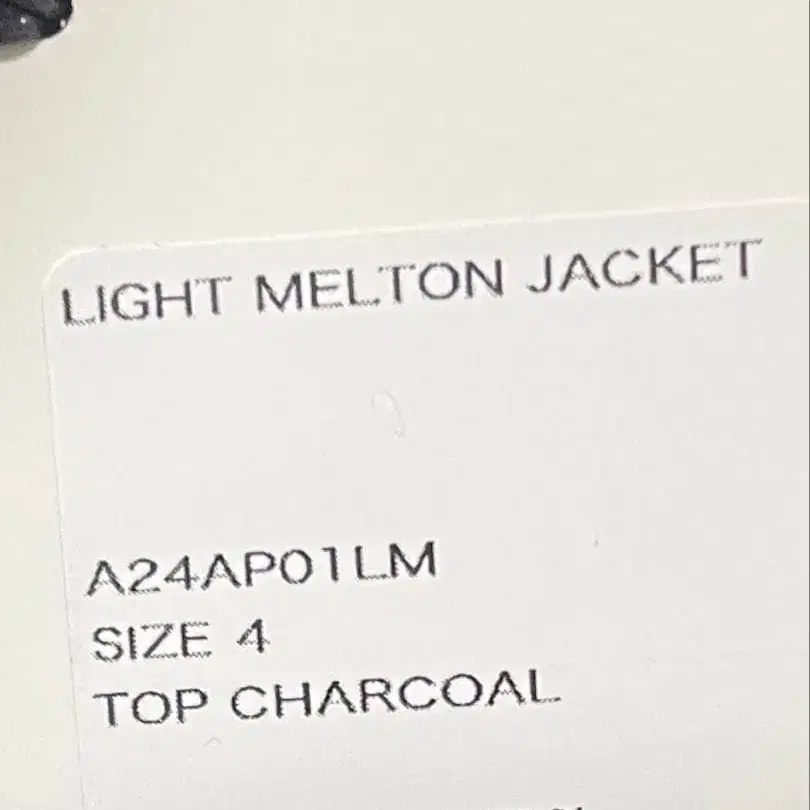 LIGHT MELTON JACKET
A24AP01LM
SIZE 4
TOP CHARCOAL